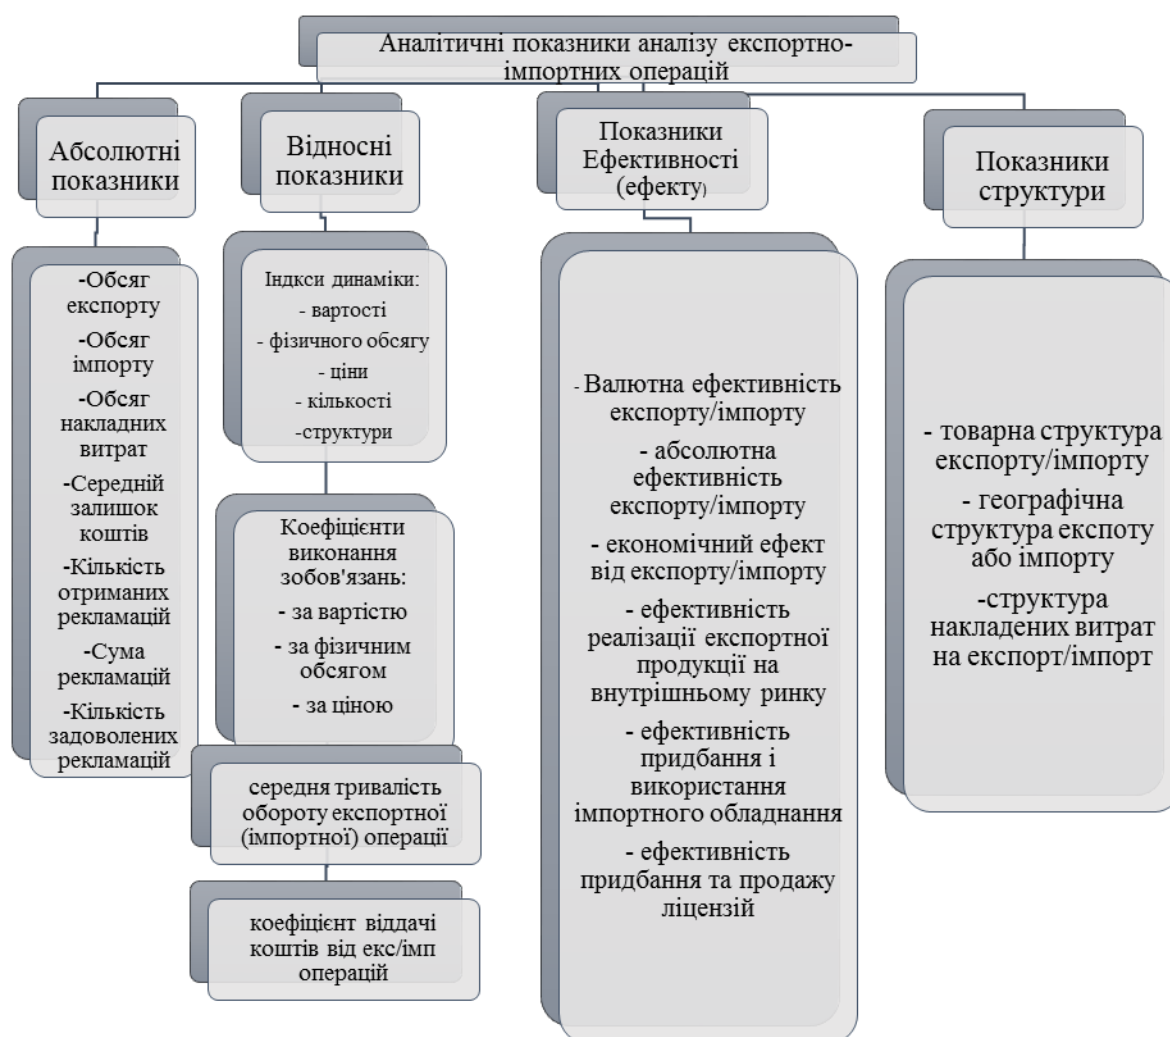 Аналітичні показники аналізу експортно-
імпортних операцій
Абсолютні
показники
-Обсяг
експорту
-Обсяг
імпорту
-Обсяг
накладних
витрат
-Середній
залишок
коштів
-Кількість
отриманих
рекламацій
-Сума
рекламацій
-Кількість
задоволених
рекламацій
Відносні
показники
Індкси динаміки:
- вартості
- фізичного обсягу
- ціни
- кількості
-структури
Коефіцієнти
виконання
зобов'язань:
- за вартістю
- за фізичним
обсягом
- за ціною
середня тривалість
обороту експортної
(імпортної) операції
коефіцієнт віддачі
коштів від екс/імп
операцій
Показники
Ефективності
(ефекту)
- Валютна ефективність
експорту/імпорту
- абсолютна
ефективність
експорту/імпорту
- економічний ефект
від експорту/імпорту
- ефективність
реалізації експортної
продукції на
внутрішньому ринку
- ефективність
придбання і
використання
імпортного обладнання
- ефективність
придбання та продажу
ліцензій
Показники
структури
- товарна структура
експорту/імпорту
- географічна
структура експоту
або імпорту
-структура
накладених витрат
на експорт/імпорт